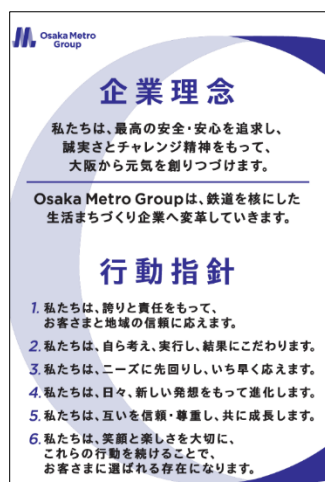 Osaka Metro
Group
企業理念
私たちは、最高の安全・安心を追求し、
誠実さとチャレンジ精神をもって、
大阪から元気を創りつづけます。
Osaka Metro Groupは、鉄道を核にした
生活まちづくり企業へ変革していきます。
行動指針
1. 私たちは、誇りと責任をもって、
お客さまと地域の信頼に応えます。
2. 私たちは、自ら考え、実行し、結果にこだわります。
3. 私たちは、ニーズに先回りし、いち早く応えます。
4. 私たちは、日々、新しい発想をもって進化します。
5. 私たちは、互いを信頼・尊重し、共に成長します。
6. 私たちは、笑顔と楽しさを大切に、
これらの行動を続けることで、
お客さまに選ばれる存在になります。